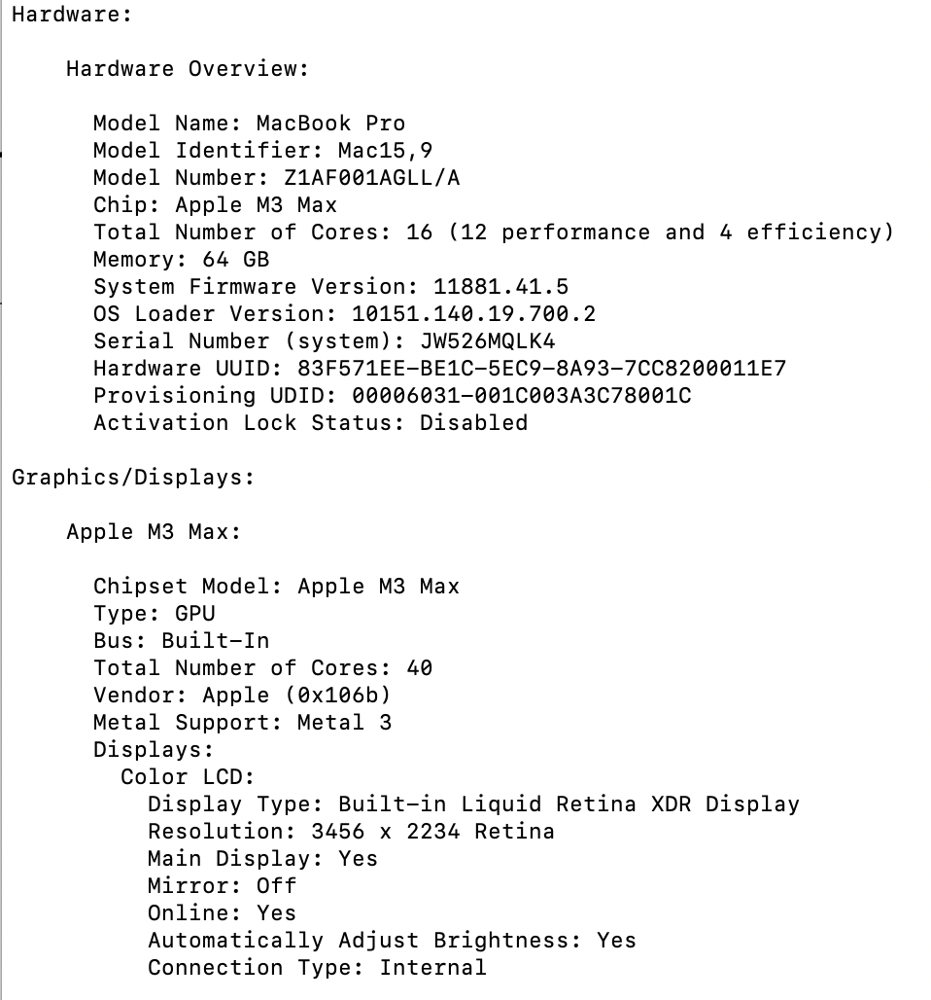 Hardware:
Hardware Overview:
Model Name: MacBook Pro
Model Identifier: Mac15,9
Model Number: Z1AF001AGLL/A
Chip: Apple M3 Max
Total Number of Cores: 16 (12 performance and 4 efficiency)
Memory: 64 GB
System Firmware Version: 11881.41.5
OS Loader Version: 10151.140.19.700.2
Serial Number (system): JW526MQLK4
Hardware UUID: 83F571EE-BE1C-5EC9-8A93-7CC8200011E7
Provisioning UDID: 00006031-001C003A3C78001C
Activation Lock Status: Disabled
Graphics/Displays:
Apple M3 Max:
Chipset Model: Apple M3 Max
Type: GPU
Bus: Built-In
Total Number of Cores: 40
Vendor: Apple (0x106b)
Metal Support: Metal 3
Displays:
Color LCD:
Display Type: Built-in Liquid Retina XDR Display
Resolution: 3456 x 2234 Retina
Main Display: Yes
Mirror: Off
Online: Yes
Automatically Adjust Brightness: Yes
Connection Type: Internal